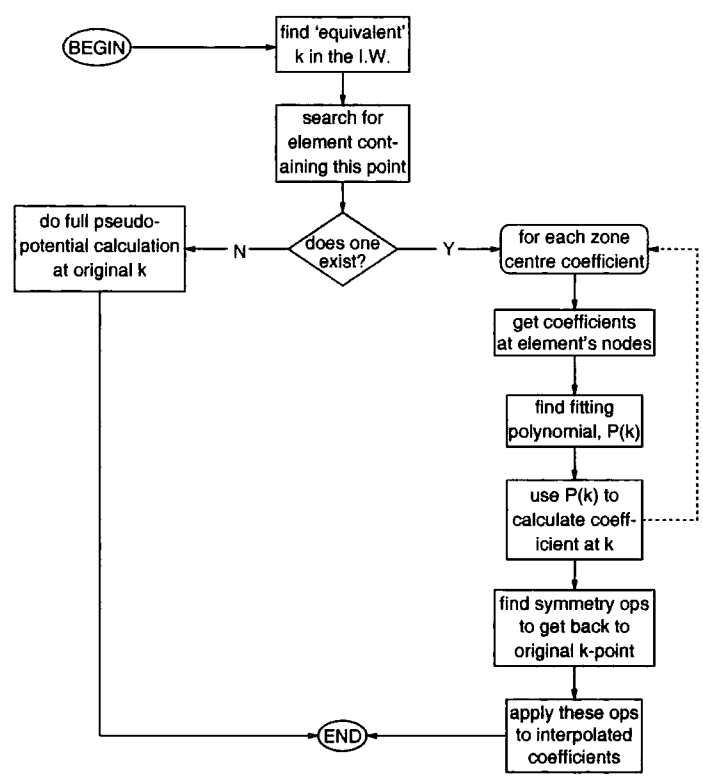 BEGIN
find ‘equivalent’
k in the I.W.
search for
element cont-
aining this point
does one
exist?
N
Y
do full pseudo-
potential calculation
at original k
for each zone
centre coefficient
get coefficients
at element's nodes
find fitting
polynomial, P(k)
use P(k) to
calculate coeff-
icient at k
find symmetry ops
to get back to
original k-point
apply these ops
to interpolated
coefficients
END